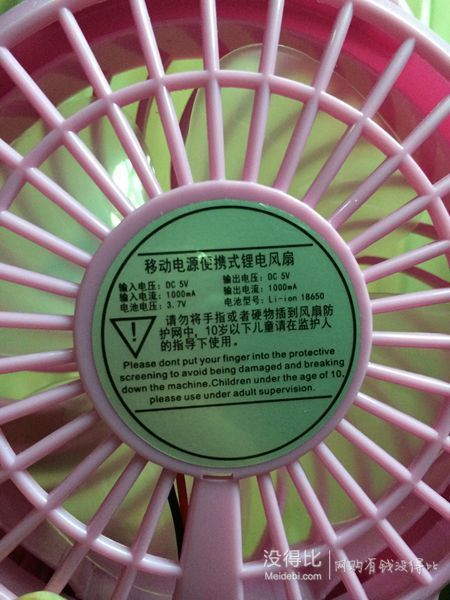 移动电源便携式锂电风扇
输入电压: DC 5V 输出电压: DC 5V
输入电流: 1000mA 输出电流: 1000mA
电池电压: 3.7V 电池型号: Li-ion 18650
请勿将手指或者硬物插到风扇防
护网中，10岁以下儿童请在监护人
的指导下使用。
Please dont put your finger into the protective
screening to avoid being damaged and breaking
down the machine.Children under the age of 10,
please use under adult supervision.
没得比 网购有钱没得比
Meidebi.com